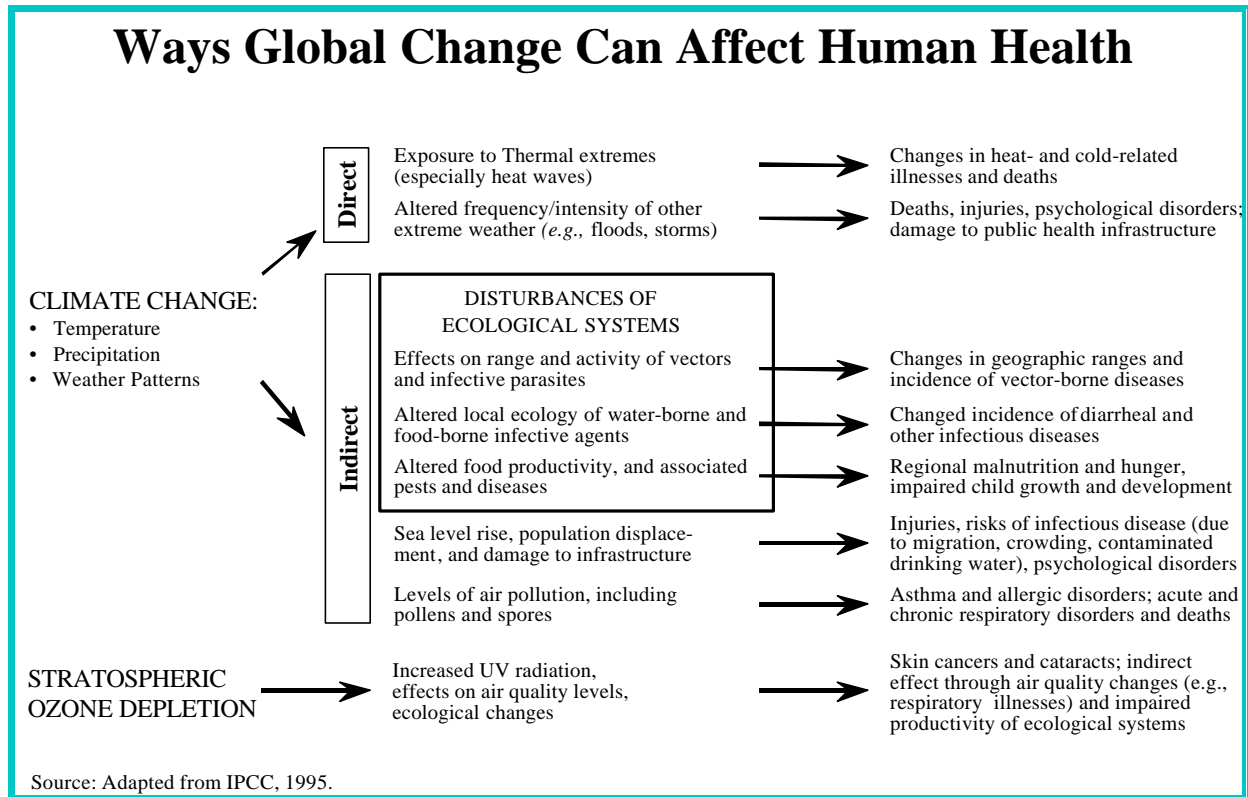 Ways Global Change Can Affect Human Health
Direct
Exposure to Thermal extremes
(especially heat waves)
Changes in heat- and cold-related
illnesses and deaths
Altered frequency/intensity of other
extreme weather (e.g., floods, storms)
Deaths, injuries, psychological disorders;
damage to public health infrastructure
CLIMATE CHANGE:
• Temperature
• Precipitation
• Weather Patterns
Indirect
DISTURBANCES OF
ECOLOGICAL SYSTEMS
Effects on range and activity of vectors
and infective parasites
Changes in geographic ranges and
incidence of vector-borne diseases
Altered local ecology of water-borne and
food-borne infective agents
Changed incidence of diarrheal and
other infectious diseases
Altered food productivity, and associated
pests and diseases
Regional malnutrition and hunger,
impaired child growth and development
Sea level rise, population displace-
ment, and damage to infrastructure
Injuries, risks of infectious disease (due
to migration, crowding, contaminated
drinking water), psychological disorders
Levels of air pollution, including
pollens and spores
Asthma and allergic disorders; acute and
chronic respiratory disorders and deaths
STRATOSPHERIC
OZONE DEPLETION
Increased UV radiation,
effects on air quality levels,
ecological changes
Skin cancers and cataracts; indirect
effect through air quality changes (e.g.,
respiratory illnesses) and impaired
productivity of ecological systems
Source: Adapted from IPCC, 1995.